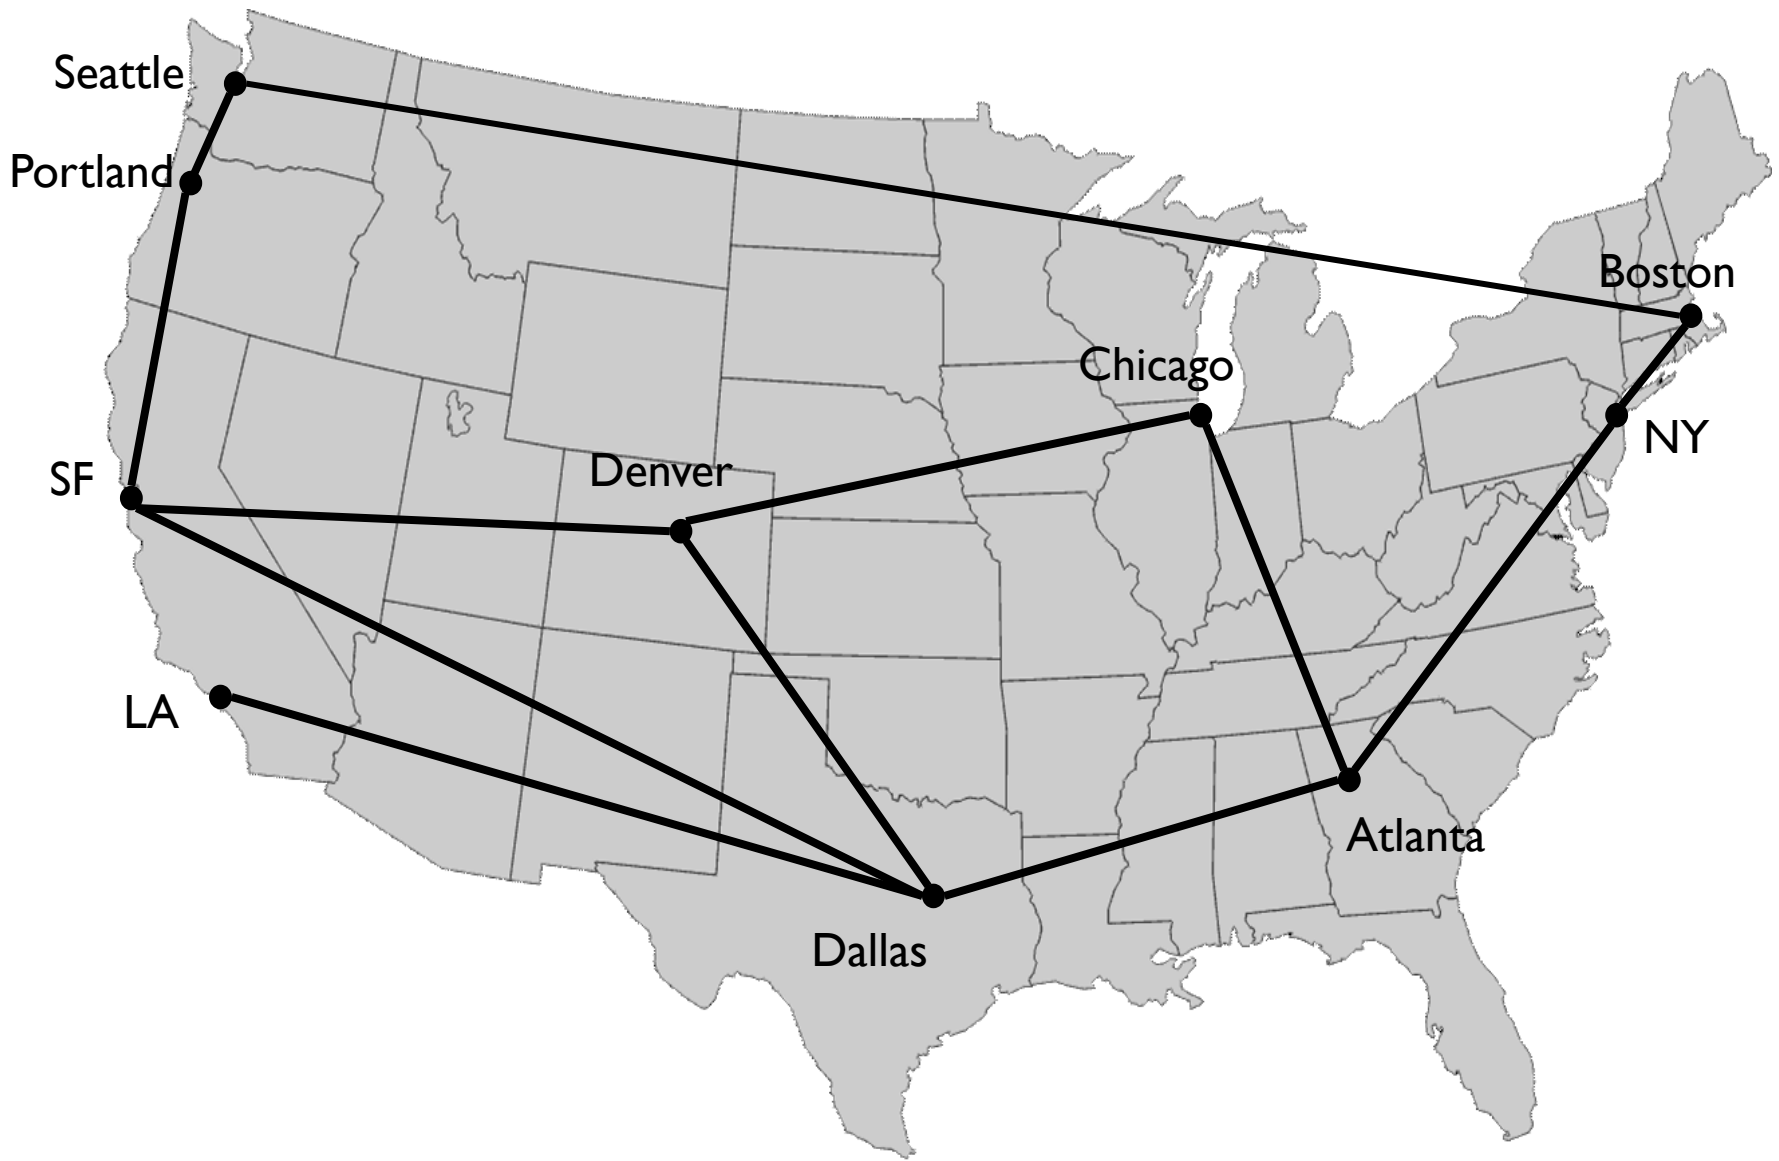 Seattle
Portland
Boston
Chicago
NY
Denver
SF
LA
Atlanta
Dallas